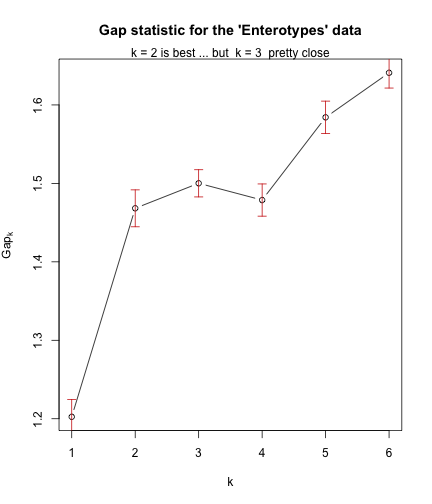 Gap statistic for the 'Enterotypes' data
k = 2 is best ... but  k = 3  pretty close
Gapk
1.6
1.5
1.4
1.3
1.2
1 2 3 4 5 6
k